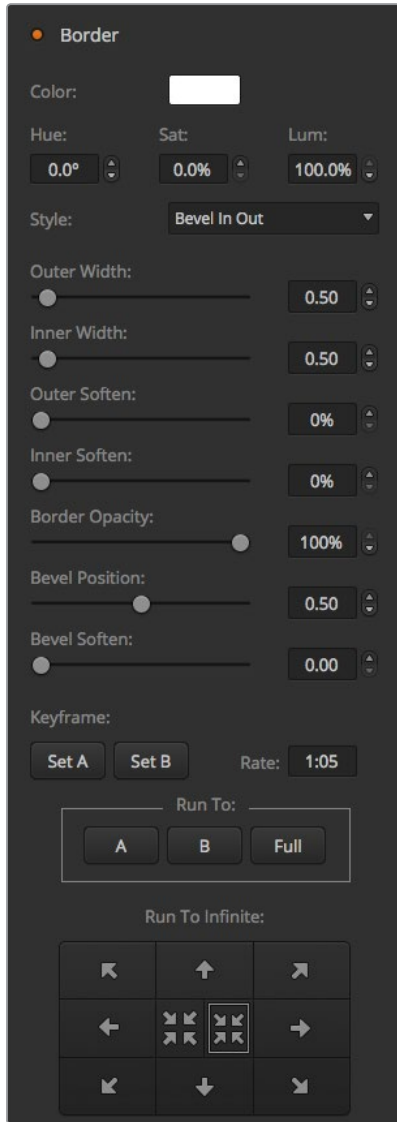 Border
Color:
Hue: Sat: Lum:
0.0º 0.0% 100.0%
Style: Bevel In Out
Outer Width:
0.50
Inner Width:
0.50
Outer Soften:
0%
Inner Soften:
0%
Border Opacity:
100%
Bevel Position:
0.50
Bevel Soften:
0.00
Keyframe:
Set A Set B Rate: 1:05
Run To:
A B Full
Run To Infinite: